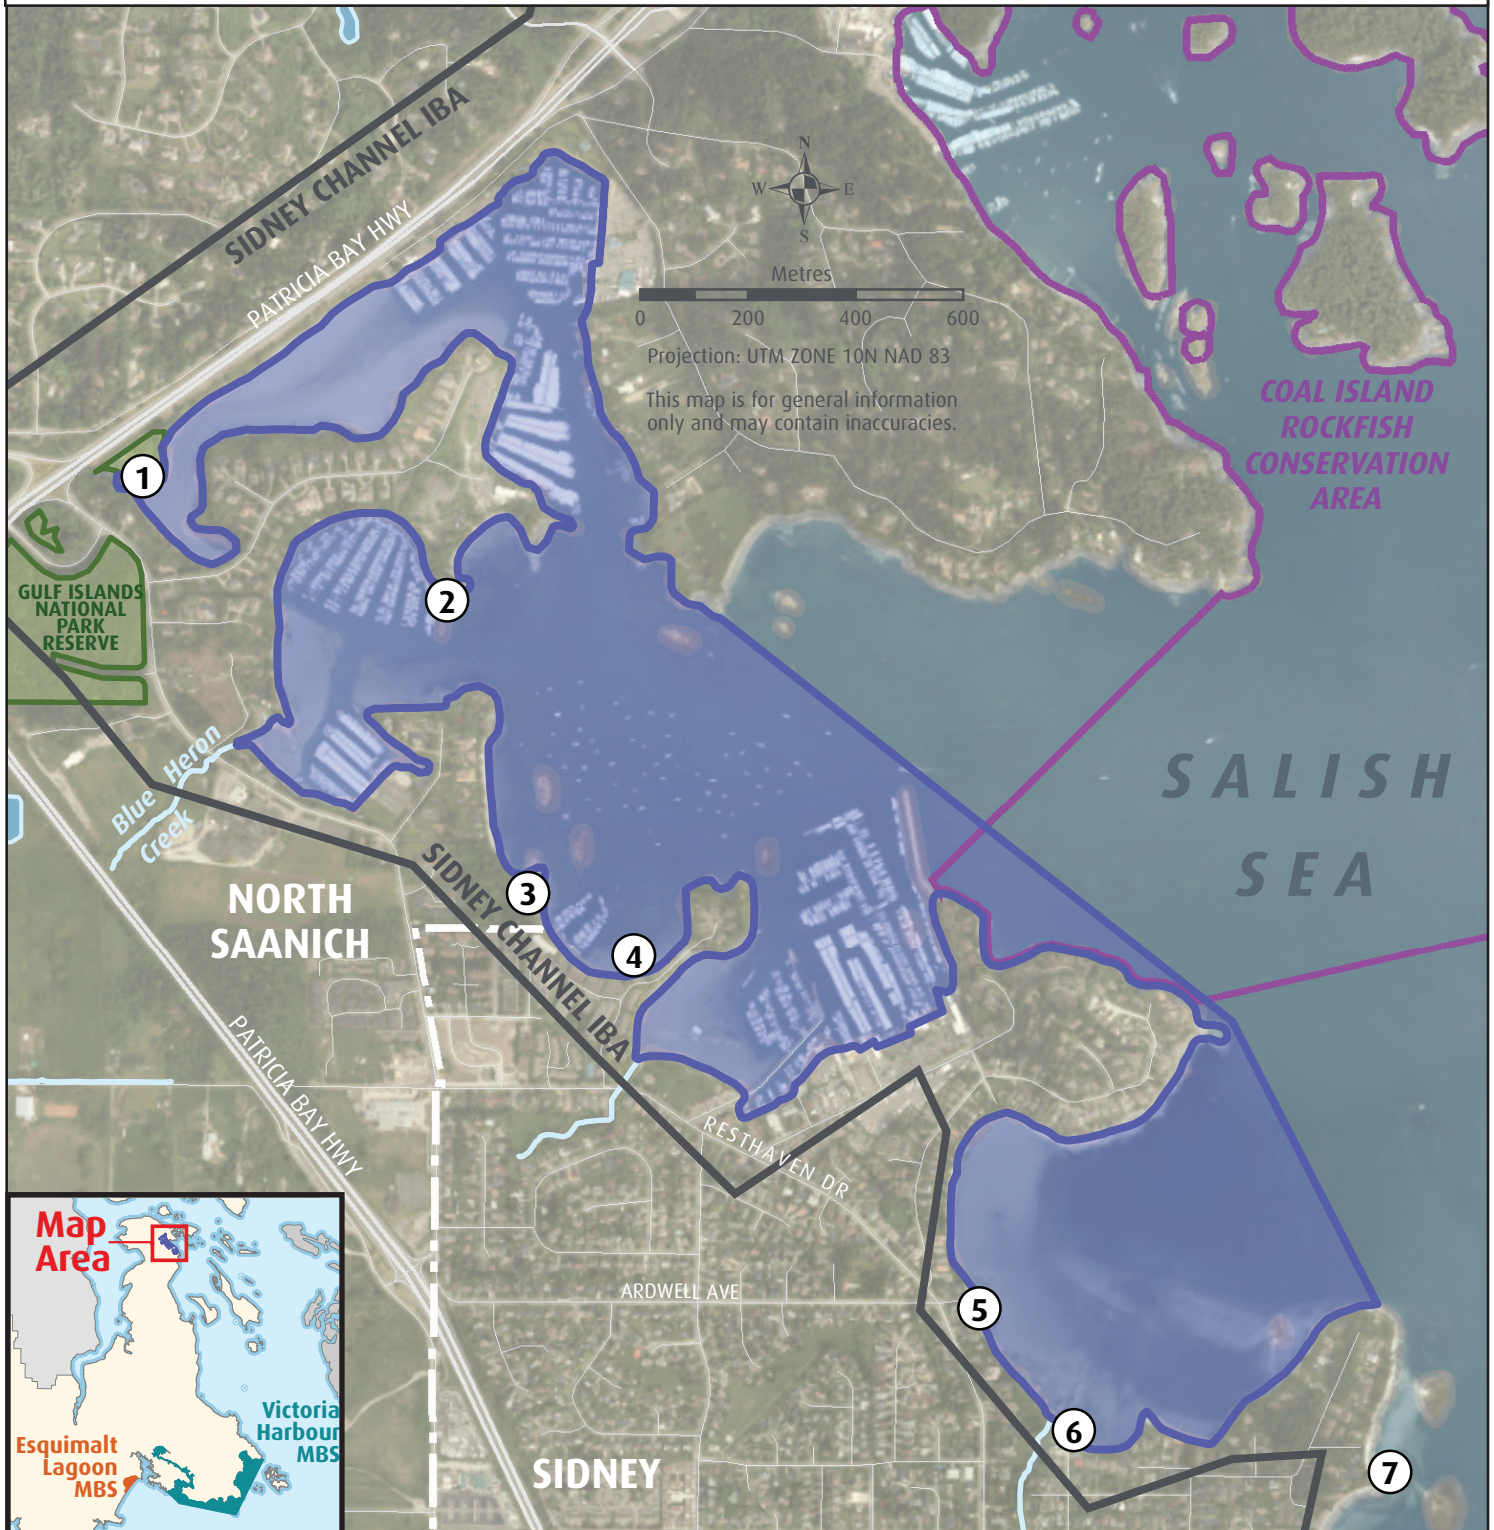 SIDNEY CHANNEL IBA
PATRICIA BAY HWY
N
W
E
S
Metres
0 200 400 600
Projection: UTM ZONE 10N NAD 83
This map is for general information
only and may contain inaccuracies.
COAL ISLAND
ROCKFISH
CONSERVATION
AREA
1
GULF ISLANDS
NATIONAL
PARK
RESERVE
2
Blue Heron
Creek
SALISH
SEA
NORTH
SAANICH
SIDNEY CHANNEL IBA
3
4
PATRICIA BAY HWY
RESTHAVEN DR
ARDWELL AVE
5
6
7
SIDNEY
Map
Area
Victoria
Harbour
MBS
Esquimalt
Lagoon
MBS